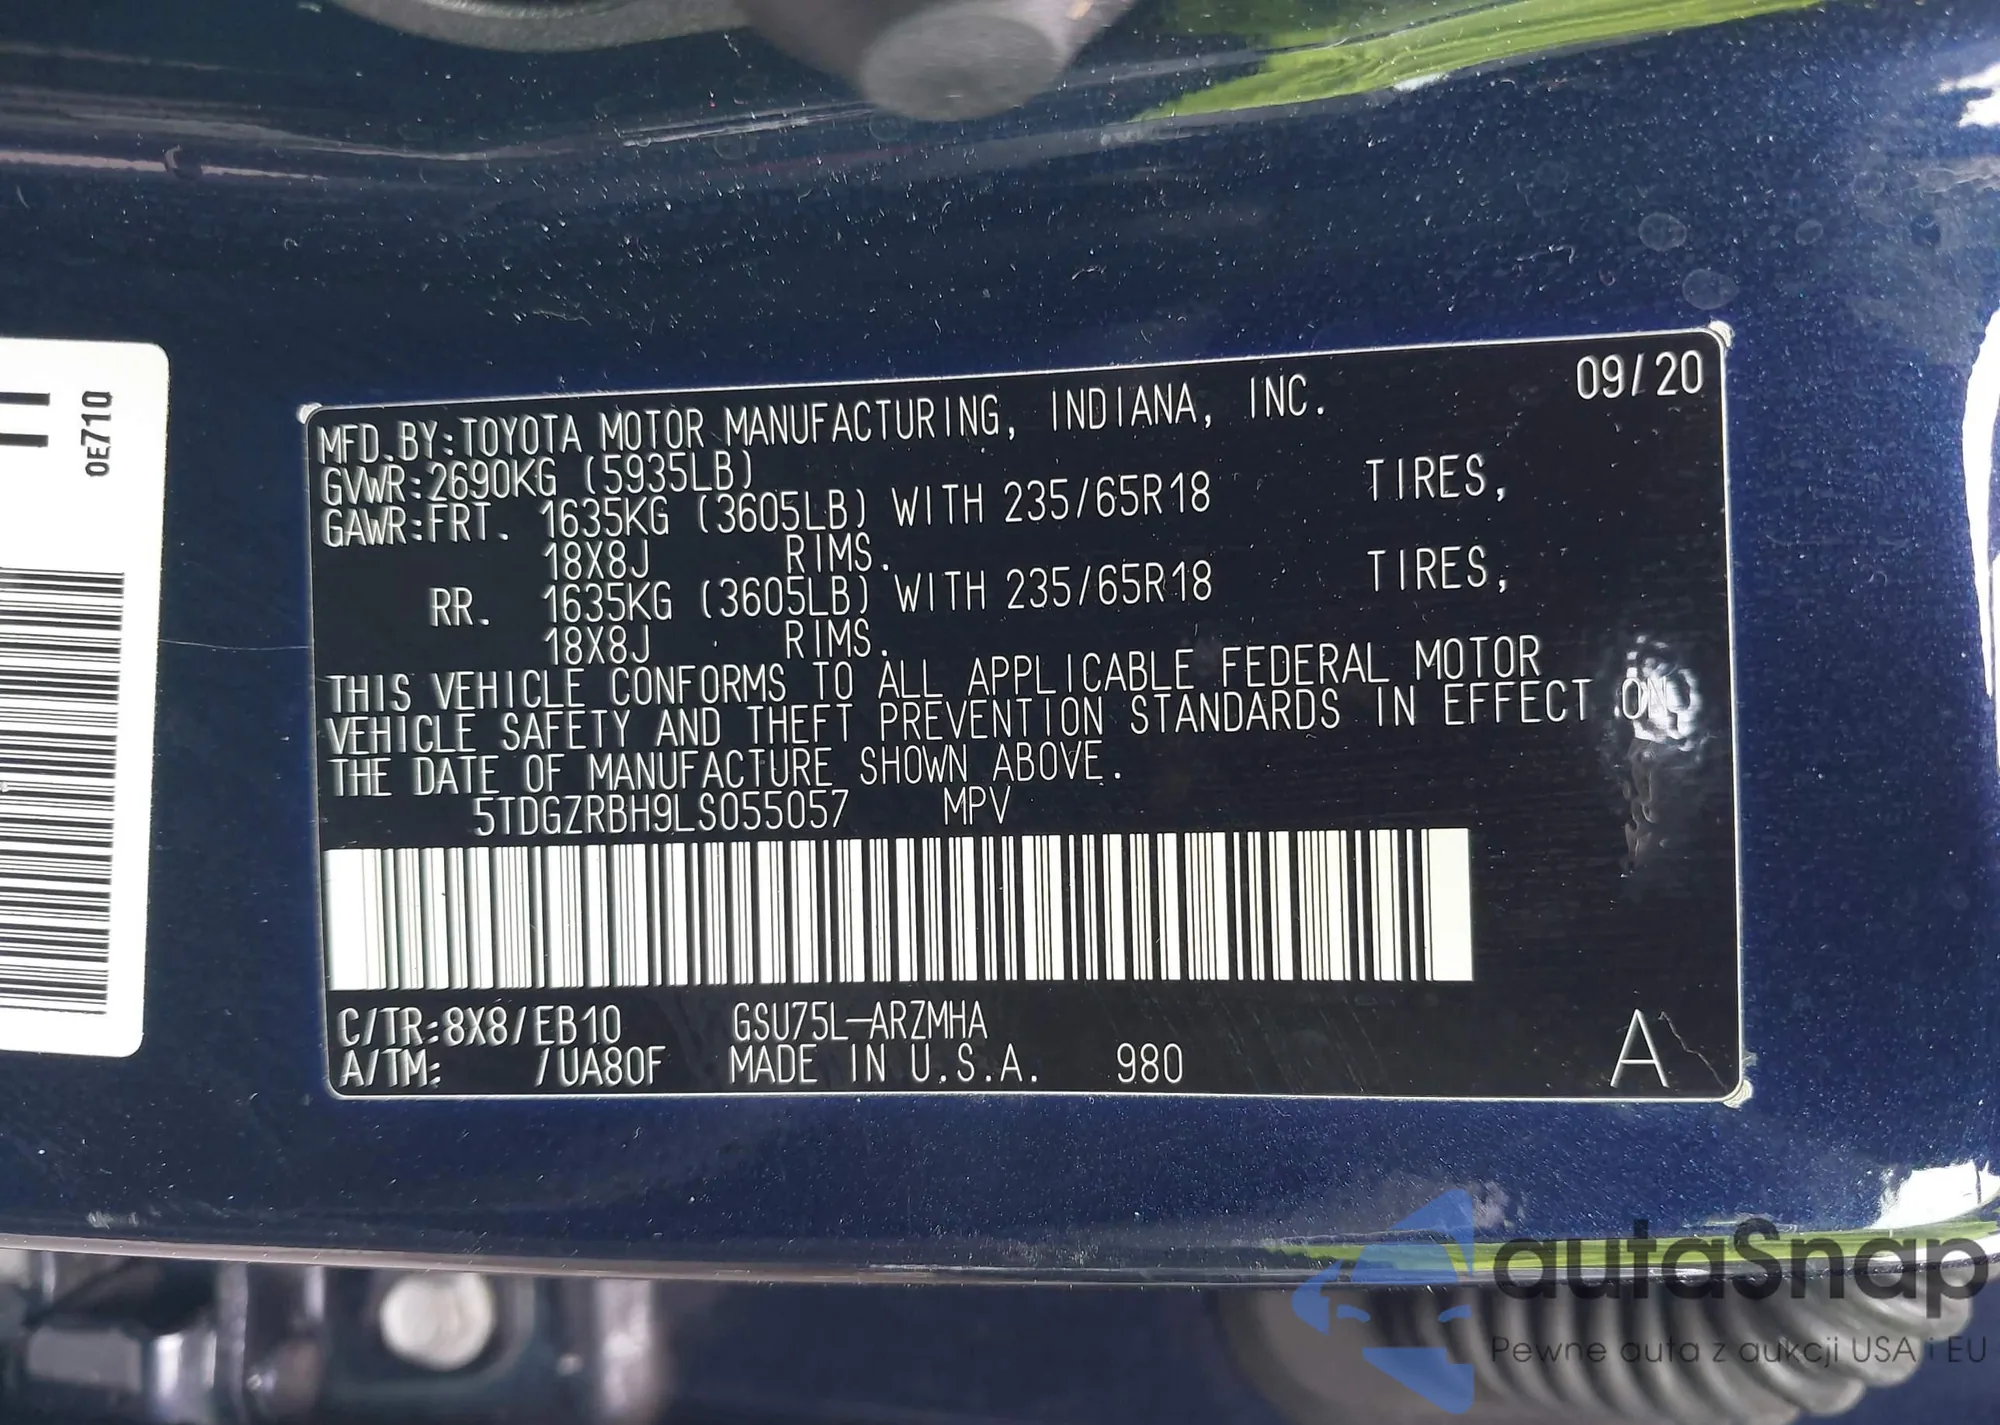 0E710
09/20
MFD.BY:TOYOTA MOTOR MANUFACTURING, INDIANA, INC.
GVWR:2690KG (5935LB)
GAWR:FRT. 1635KG (3605LB) WITH 235/65R18 TIRES,
18X8J RIMS.
RR. 1635KG (3605LB) WITH 235/65R18 TIRES,
18X8J RIMS.
THIS VEHICLE CONFORMS TO ALL APPLICABLE FEDERAL MOTOR
VEHICLE SAFETY AND THEFT PREVENTION STANDARDS IN EFFECT ON
THE DATE OF MANUFACTURE SHOWN ABOVE.
5TDGZRBH9LS055057 MPV
C/TR:8X8/EB10 GSU75L-ARZMHA
A/TM: /UA80F MADE IN U.S.A. 980
A
autaSnap
Pewne auta z aukcji USA i EU